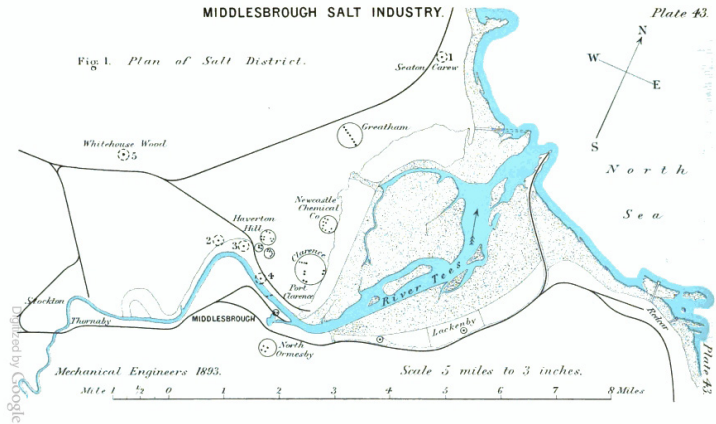 MIDDLESBROUGH SALT INDUSTRY.
Plate 43.
Fig. 1. Plan of Salt District.
N
W
E
S
1
Seaton Carew
Greatham
Whitehouse Wood
5
North
Sea
Newcastle
Chemical
Co
Haverton
Hill
2
3
5
6
Clarence
4
Port
Clarence
River Tees
Stockton
Thornaby
MIDDLESBROUGH
Lackenby
Redcar
North
Ormesby
Mechanical Engineers 1893.
Scale 5 miles to 3 inches.
Mile 1 ½ 0 1 2 3 4 5 6 7 8 Miles
Plate 43.
Digitized by Google